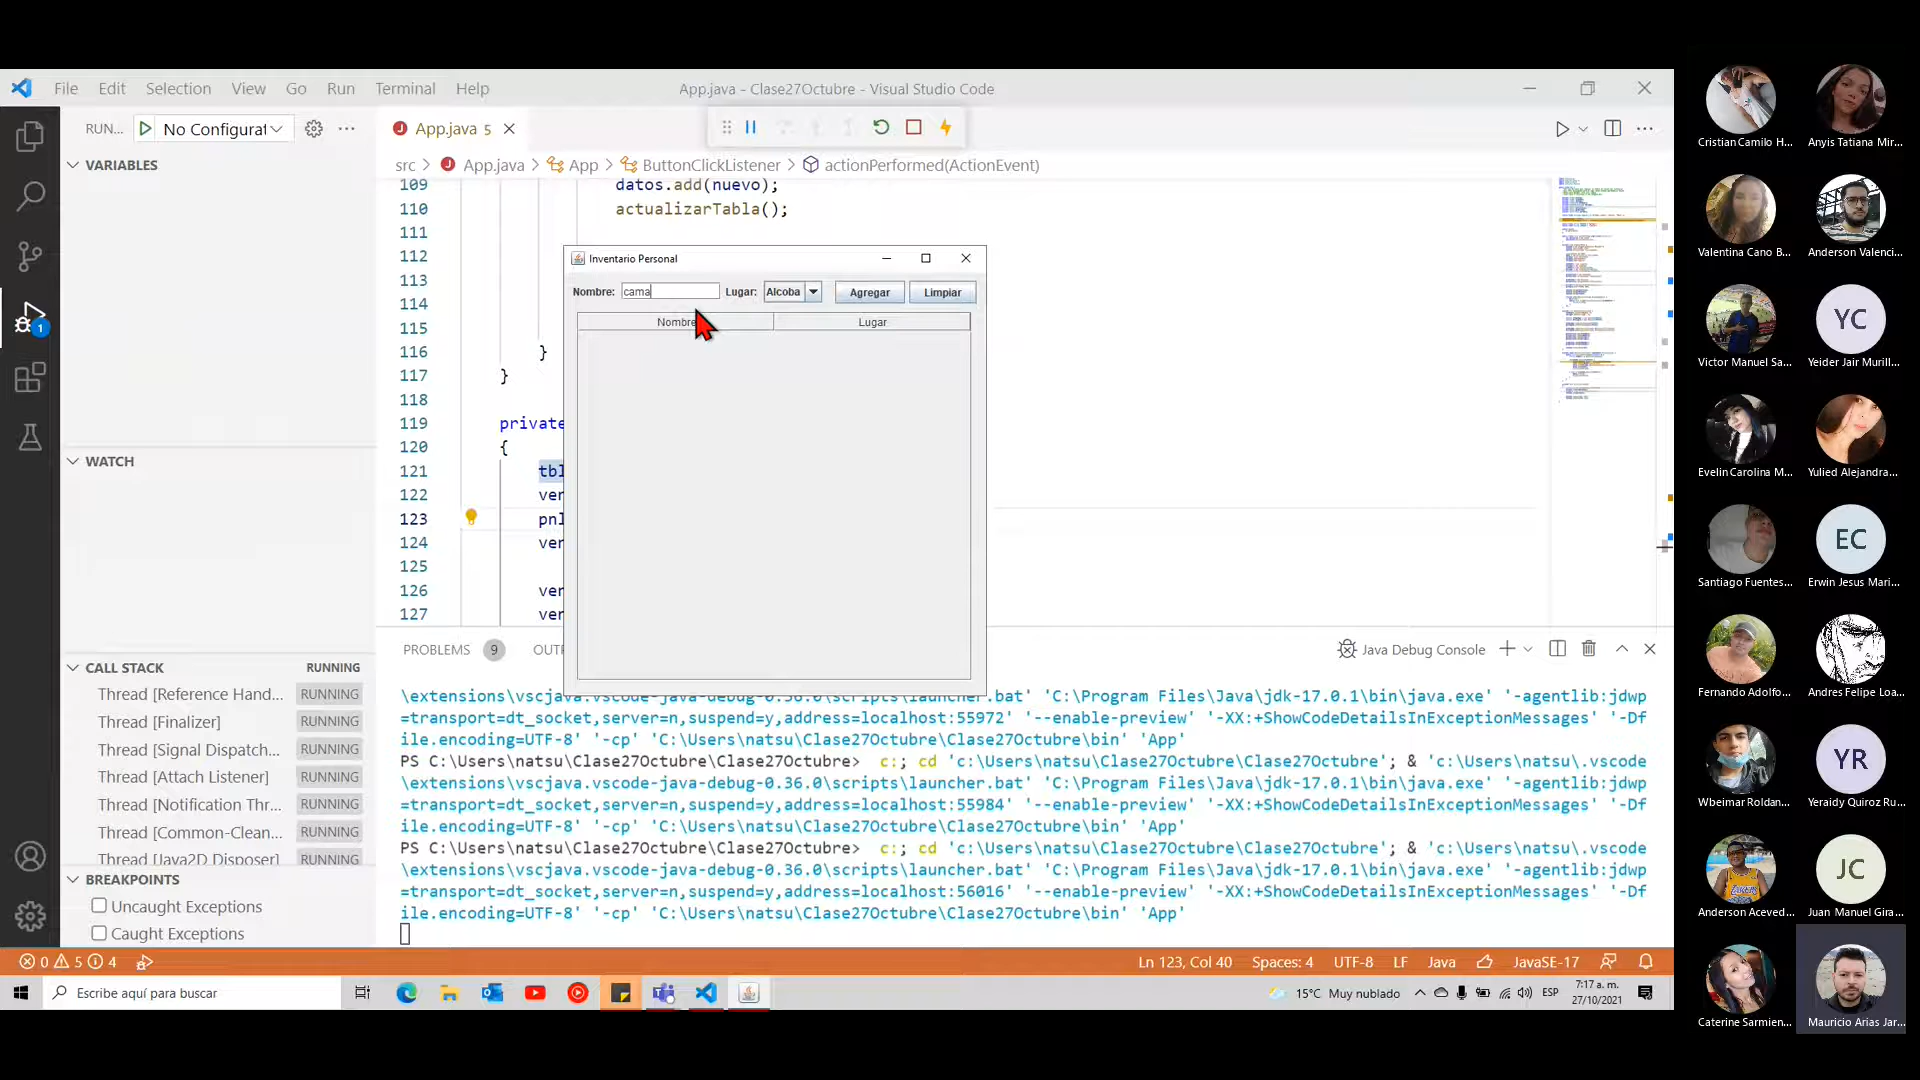 File Edit Selection View Go Run Terminal Help
App.java - Clase27Octubre - Visual Studio Code
RUN...
No Configurat
App.java 5
VARIABLES
src > App.java > App > ButtonClickListener > actionPerformed(ActionEvent)
109 datos.add(nuevo);
110 actualizarTabla();
111
112
113
114
115
116 }
117 }
118
119 private
120 {
121 tbl
122 ven
123 pnl
124 ven
125
126 ven
127 ven
Inventario Personal
Nombre: cama Lugar: Alcoba Agregar Limpiar
Nombre Lugar
WATCH
CALL STACK RUNNING
Thread [Reference Hand... RUNNING
Thread [Finalizer] RUNNING
Thread [Signal Dispatch... RUNNING
Thread [Attach Listener] RUNNING
Thread [Notification Thr... RUNNING
Thread [Common-Clean... RUNNING
Thread [Java2D Disposer] RUNNING
BREAKPOINTS
Uncaught Exceptions
Caught Exceptions
1
PROBLEMS 9 OUTF
Java Debug Console
\extensions\vscjava.vscode-java-debug-0.36.0\scripts\launcher.bat' 'C:\Program Files\Java\jdk-17.0.1\bin\java.exe' '-agentlib:jdwp
=transport=dt_socket,server=n,suspend=y,address=localhost:55972' '--enable-preview' '-XX:+ShowCodeDetailsInExceptionMessages' '-Df
ile.encoding=UTF-8' '-cp' 'C:\Users\natsu\Clase27Octubre\Clase27Octubre\bin' 'App'
PS C:\Users\natsu\Clase27Octubre\Clase27Octubre> c:; cd 'c:\Users\natsu\Clase27Octubre\Clase27Octubre'; & 'c:\Users\natsu\.vscode
\extensions\vscjava.vscode-java-debug-0.36.0\scripts\launcher.bat' 'C:\Program Files\Java\jdk-17.0.1\bin\java.exe' '-agentlib:jdwp
=transport=dt_socket,server=n,suspend=y,address=localhost:55984' '--enable-preview' '-XX:+ShowCodeDetailsInExceptionMessages' '-Df
ile.encoding=UTF-8' '-cp' 'C:\Users\natsu\Clase27Octubre\Clase27Octubre\bin' 'App'
PS C:\Users\natsu\Clase27Octubre\Clase27Octubre> c:; cd 'c:\Users\natsu\Clase27Octubre\Clase27Octubre'; & 'c:\Users\natsu\.vscode
\extensions\vscjava.vscode-java-debug-0.36.0\scripts\launcher.bat' 'C:\Program Files\Java\jdk-17.0.1\bin\java.exe' '-agentlib:jdwp
=transport=dt_socket,server=n,suspend=y,address=localhost:56016' '--enable-preview' '-XX:+ShowCodeDetailsInExceptionMessages' '-Df
ile.encoding=UTF-8' '-cp' 'C:\Users\natsu\Clase27Octubre\Clase27Octubre\bin' 'App'
0 5 4
Ln 123, Col 40 Spaces: 4 UTF-8 LF Java JavaSE-17
Escribe aquí para buscar
15°C Muy nublado
ESP
7:17 a. m.
27/10/2021
Cristian Camilo H... Anyis Tatiana Mir...
Valentina Cano B... Anderson Valenci...
YC
Victor Manuel Sa... Yeider Jair Murill...
Evelin Carolina M... Yulied Alejandra...
EC
Santiago Fuentes... Erwin Jesus Mari...
Fernando Adolfo... Andres Felipe Loa...
YR
Wbeimar Roldan... Yeraidy Quiroz Ru...
JC
Anderson Aceved... Juan Manuel Gira...
Caterine Sarmien... Mauricio Arias Jar...